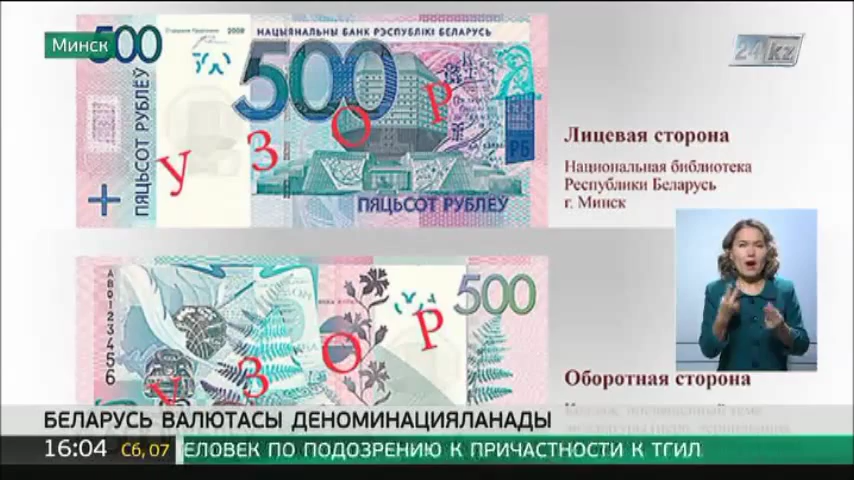 Минск
24kz
500
2009
НАЦЫЯНАЛЬНЫ БАНК РЭСПУБЛІКІ БЕЛАРУСЬ
500
ПЯЦЬСОТ РУБЛЁЎ
УЗОР
РБ
ПЯЦЬСОТ РУБЛЁЎ
Лицевая сторона
Национальная библиотека
Республики Беларусь
г. Минск
АВ0123456
500
УЗОР
Оборотная сторона
БЕЛАРУСЬ ВАЛЮТАСЫ ДЕНОМИНАЦИЯЛАНАДЫ
16:04 Сб, 07 ЕЛОВЕК ПО ПОДОЗРЕНИЮ К ПРИЧАСТНОСТИ К ТГИЛ